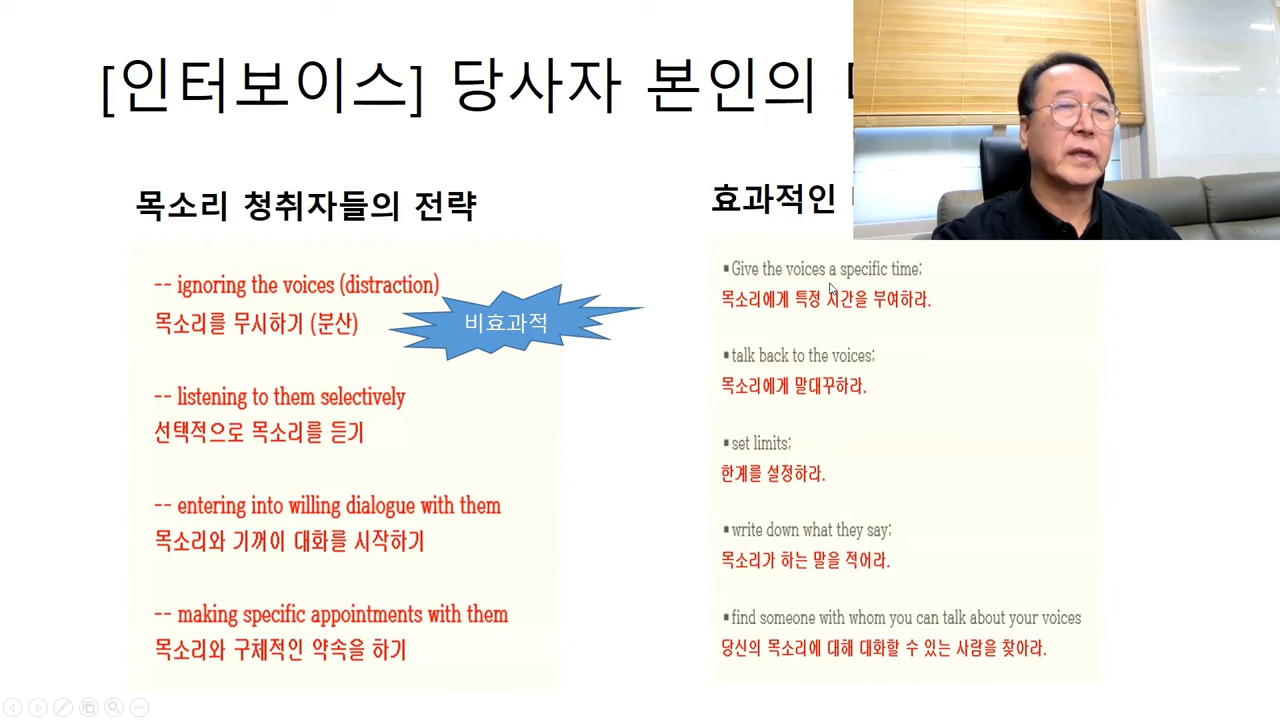 [인터보이스] 당사자 본인의
목소리 청취자들의 전략
-- ignoring the voices (distraction)
목소리를 무시하기 (분산)
비효과적
-- listening to them selectively
선택적으로 목소리를 듣기
-- entering into willing dialogue with them
목소리와 기꺼이 대화를 시작하기
-- making specific appointments with them
목소리와 구체적인 약속을 하기
효과적인
▪Give the voices a specific time;
목소리에게 특정 시간을 부여하라.
▪talk back to the voices;
목소리에게 말대꾸하라.
▪set limits;
한계를 설정하라.
▪write down what they say;
목소리가 하는 말을 적어라.
▪find someone with whom you can talk about your voices
당신의 목소리에 대해 대화할 수 있는 사람을 찾아라.